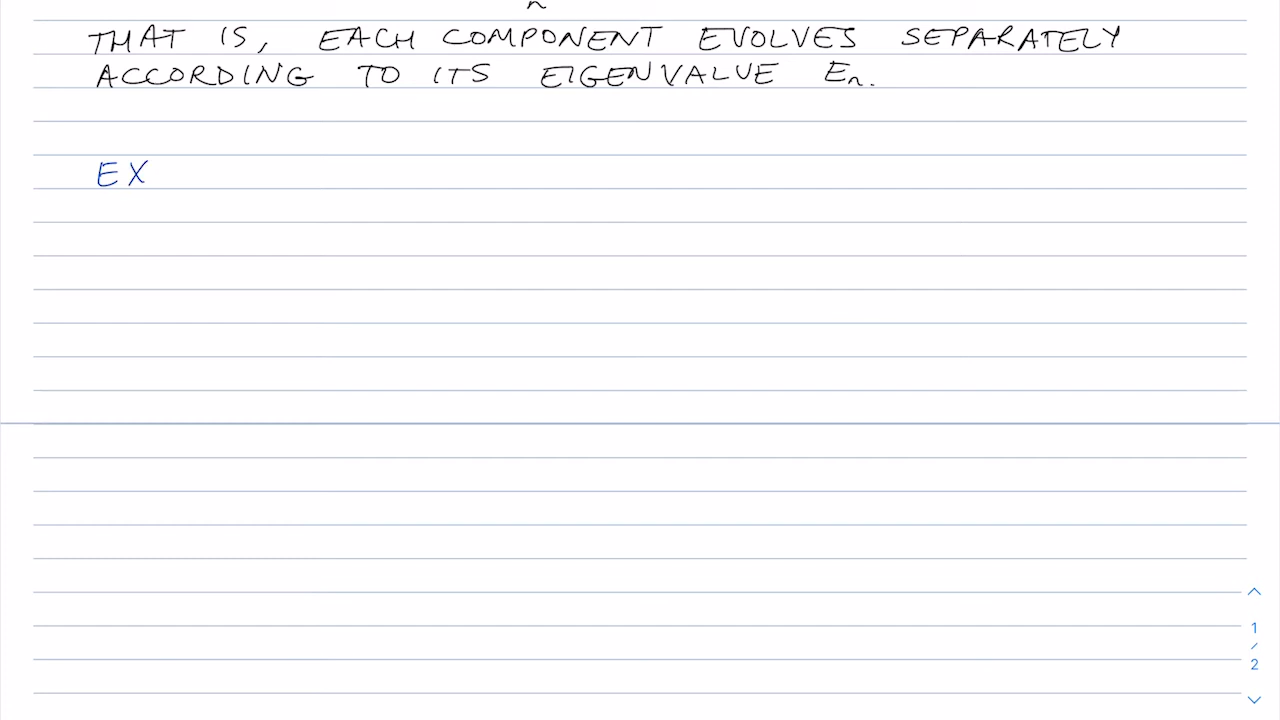 n
THAT IS, EACH COMPONENT EVOLVES SEPARATELY
ACCORDING TO ITS EIGENVALUE Eₙ.
EX
1
/
2